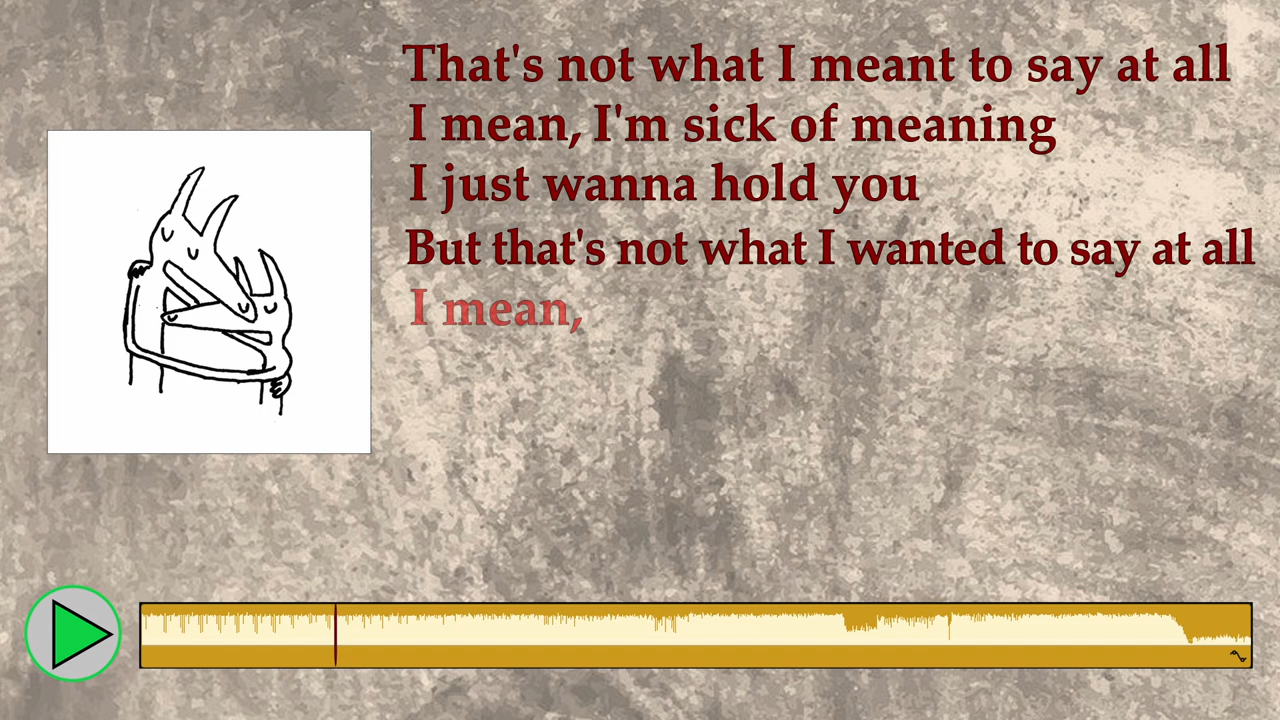 That's not what I meant to say at all
I mean, I'm sick of meaning
I just wanna hold you
But that's not what I wanted to say at all
I mean,